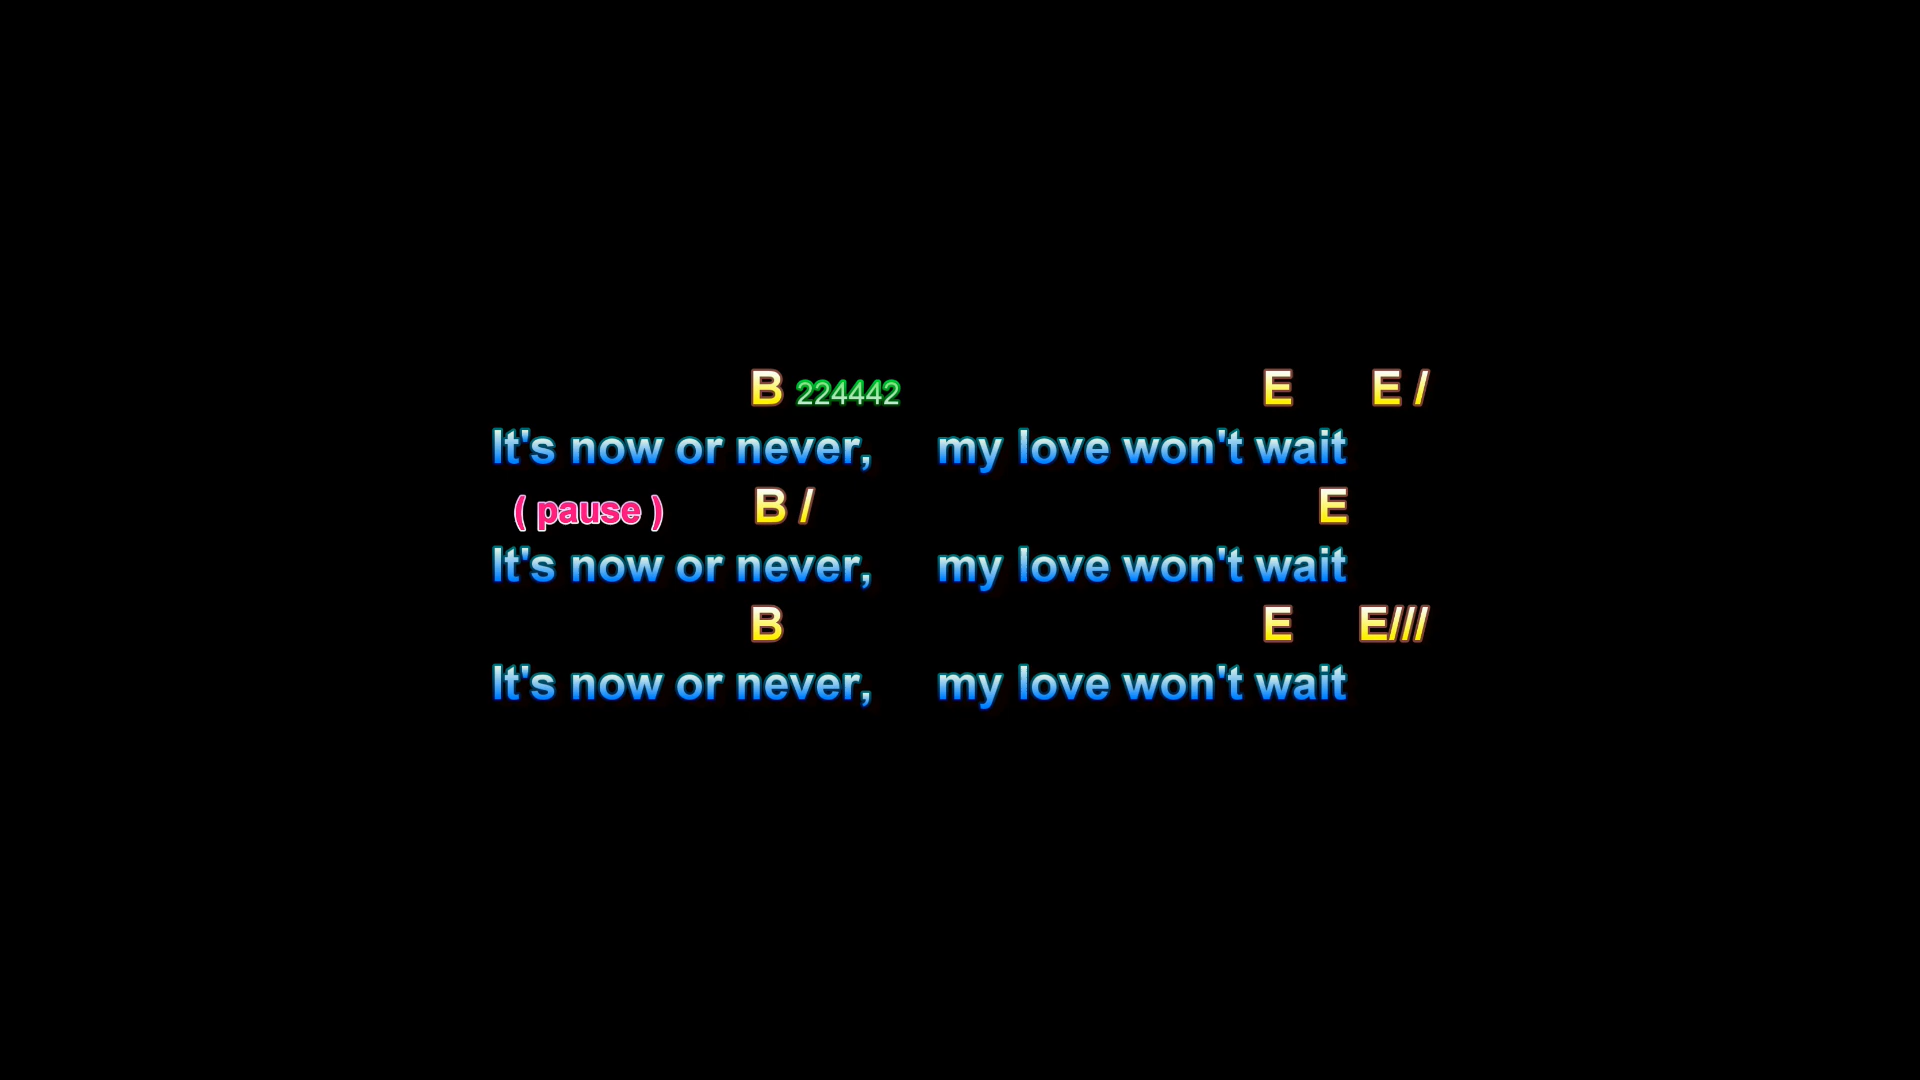 B 224442 E E /
It's now or never, my love won't wait
( pause ) B / E
It's now or never, my love won't wait
B E E///
It's now or never, my love won't wait